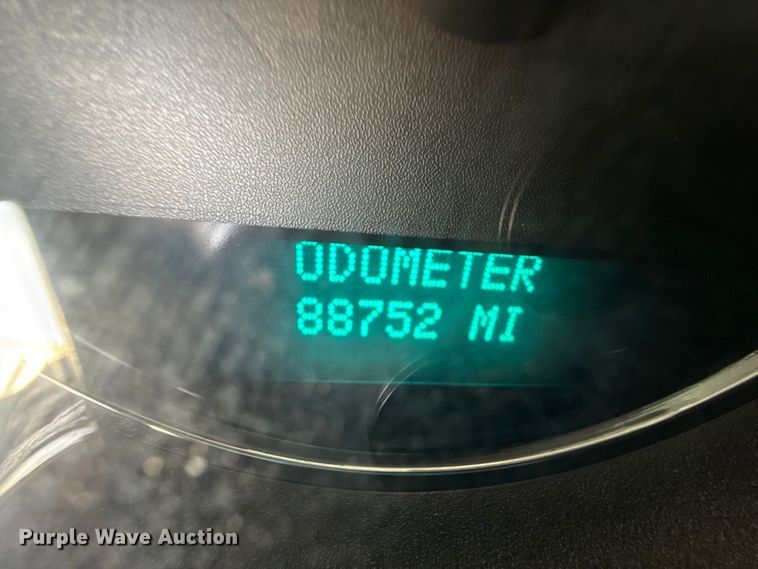 ODOMETER
88752 MI
Purple Wave Auction